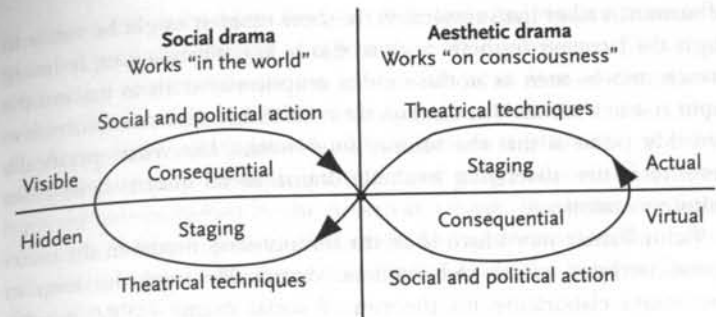 Social drama
Works "in the world"
Aesthetic drama
Works "on consciousness"
Social and political action
Theatrical techniques
Visible
Consequential
Staging
Actual
Hidden
Staging
Consequential
Virtual
Theatrical techniques
Social and political action